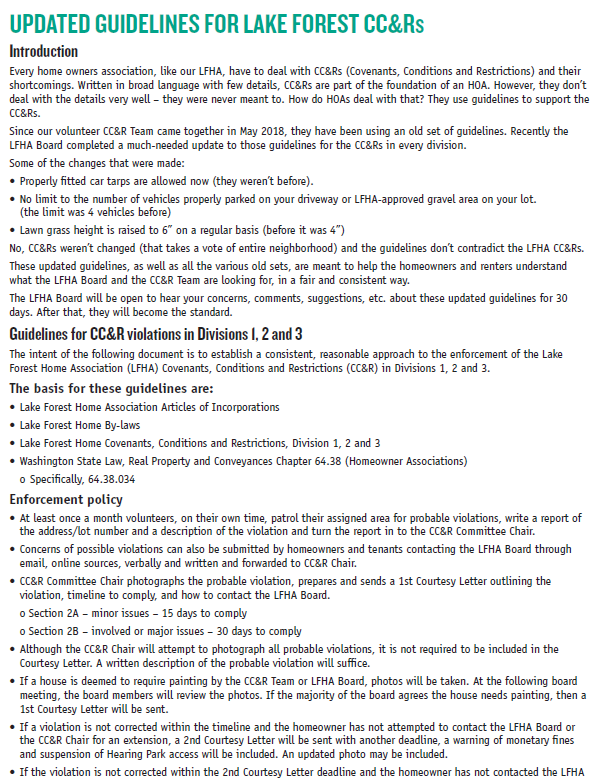 UPDATED GUIDELINES FOR LAKE FOREST CC&Rs
Introduction
Every home owners association, like our LFHA, have to deal with CC&Rs (Covenants, Conditions and Restrictions) and their
shortcomings. Written in broad language with few details, CC&Rs are part of the foundation of an HOA. However, they don't
deal with the details very well – they were never meant to. How do HOAs deal with that? They use guidelines to support the
CC&Rs.
Since our volunteer CC&R Team came together in May 2018, they have been using an old set of guidelines. Recently the
LFHA Board completed a much-needed update to those guidelines for the CC&Rs in every division.
Some of the changes that were made:
• Properly fitted car tarps are allowed now (they weren't before).
• No limit to the number of vehicles properly parked on your driveway or LFHA-approved gravel area on your lot.
(the limit was 4 vehicles before)
• Lawn grass height is raised to 6" on a regular basis (before it was 4")
No, CC&Rs weren't changed (that takes a vote of entire neighborhood) and the guidelines don't contradict the LFHA CC&Rs.
These updated guidelines, as well as all the various old sets, are meant to help the homeowners and renters understand
what the LFHA Board and the CC&R Team are looking for, in a fair and consistent way.
The LFHA Board will be open to hear your concerns, comments, suggestions, etc. about these updated guidelines for 30
days. After that, they will become the standard.
Guidelines for CC&R violations in Divisions 1, 2 and 3
The intent of the following document is to establish a consistent, reasonable approach to the enforcement of the Lake
Forest Home Association (LFHA) Covenants, Conditions and Restrictions (CC&R) in Divisions 1, 2 and 3.
The basis for these guidelines are:
• Lake Forest Home Association Articles of Incorporations
• Lake Forest Home By-laws
• Lake Forest Home Covenants, Conditions and Restrictions, Division 1, 2 and 3
• Washington State Law, Real Property and Conveyances Chapter 64.38 (Homeowner Associations)
o Specifically, 64.38.034
Enforcement policy
• At least once a month volunteers, on their own time, patrol their assigned area for probable violations, write a report of
the address/lot number and a description of the violation and turn the report in to the CC&R Committee Chair.
• Concerns of possible violations can also be submitted by homeowners and tenants contacting the LFHA Board through
email, online sources, verbally and written and forwarded to CC&R Chair.
• CC&R Committee Chair photographs the probable violation, prepares and sends a 1st Courtesy Letter outlining the
violation, timeline to comply, and how to contact the LFHA Board.
o Section 2A – minor issues – 15 days to comply
o Section 2B – involved or major issues – 30 days to comply
• Although the CC&R Chair will attempt to photograph all probable violations, it is not required to be included in the
Courtesy Letter. A written description of the probable violation will suffice.
• If a house is deemed to require painting by the CC&R Team or LFHA Board, photos will be taken. At the following board
meeting, the board members will review the photos. If the majority of the board agrees the house needs painting, then a
1st Courtesy Letter will be sent.
• If a violation is not corrected within the timeline and the homeowner has not attempted to contact the LFHA Board or
the CC&R Chair for an extension, a 2nd Courtesy Letter will be sent with another deadline, a warning of monetary fines
and suspension of Hearing Park access will be included. An updated photo may be included.
• If the violation is not corrected within the 2nd Courtesy Letter deadline and the homeowner has not contacted the LFHA